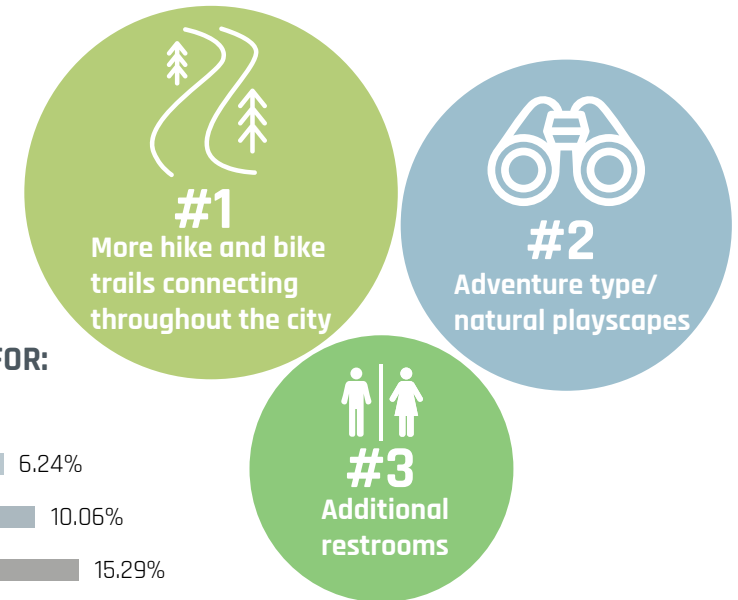 #1
More hike and bike
trails connecting
throughout the city
#2
Adventure type/
natural playscapes
FOR:
6.24%
10.06%
15.29%
#3
Additional
restrooms